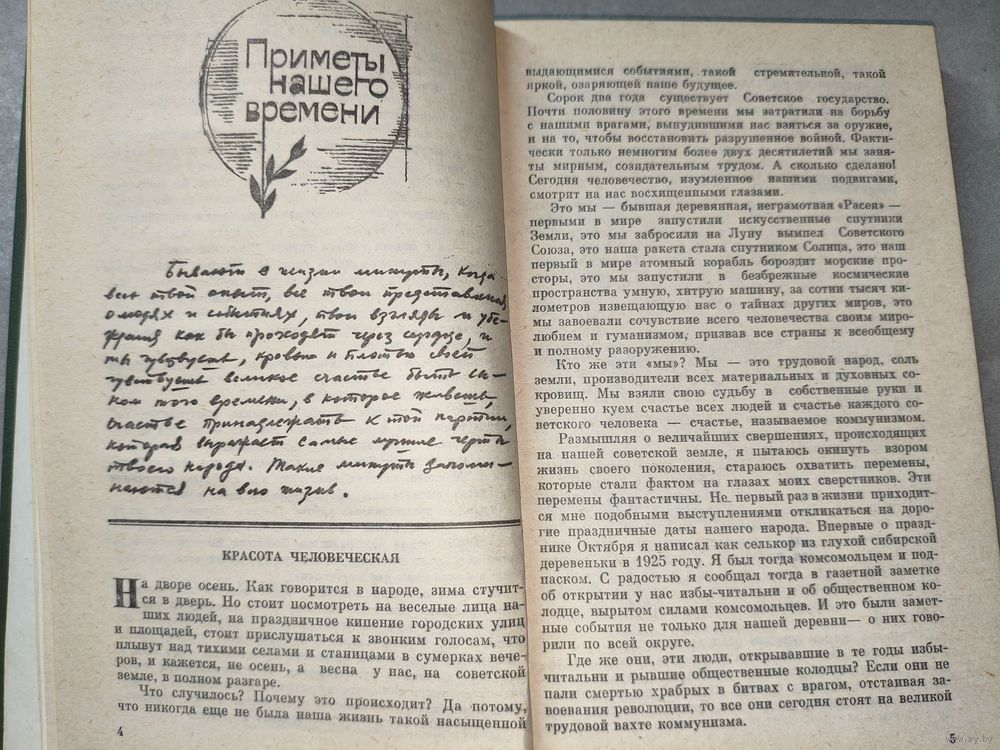 Приметы
нашего
времени
Бывают в жизни минуты, когда
весь твой опыт, все твои представления
о людях и событиях, твои взгляды и убе-
ждения как бы проходят через сердце, и
ты чувствуешь, кровью и плотью своей
чувствуешь великое счастье быть сы-
ном того времени, в которое живешь,
счастье принадлежать к той партии,
которая выражает самые лучшие черты
твоего народа. Такие минуты запоми-
наются на всю жизнь.
КРАСОТА ЧЕЛОВЕЧЕСКАЯ
На дворе осень. Как говорится в народе, зима стучит-
ся в дверь. Но стоит посмотреть на веселые лица на-
ших людей, на праздничное кипение городских улиц
и площадей, стоит прислушаться к звонким голосам, что
плывут над тихими селами и станицами в сумерках вече-
ров, и кажется, не осень, а весна у нас, на советской
земле, в полном разгаре.
Что случилось? Почему это происходит? Да потому,
что никогда еще не была наша жизнь такой насыщенной
4
выдающимися событиями, такой стремительной, такой
яркой, озаряющей наше будущее.
Сорок два года существует Советское государство.
Почти половину этого времени мы затратили на борьбу
с нашими врагами, вынудившими нас взяться за оружие,
и на то, чтобы восстановить разрушенное войной. Факти-
чески только немногим более двух десятилетий мы заня-
ты мирным, созидательным трудом. А сколько сделано!
Сегодня человечество, изумленное нашими подвигами,
смотрит на нас восхищенными глазами.
Это мы — бывшая деревянная, неграмотная «Расея» —
первыми в мире запустили искусственные спутники
Земли, это мы забросили на Луну вымпел Советского
Союза, это наша ракета стала спутником Солнца, это наш
первый в мире атомный корабль бороздит морские про-
сторы, это мы запустили в безбрежные космические
пространства умную, хитрую машину, за сотни тысяч ки-
лометров извещающую нас о тайнах других миров, это
мы завоевали сочувствие всего человечества своим миро-
любием и гуманизмом, призвав все страны к всеобщему
и полному разоружению.
Кто же эти «мы»? Мы — это трудовой народ, соль
земли, производители всех материальных и духовных со-
кровищ. Мы взяли свою судьбу в собственные руки и
уверенно куем счастье всех людей и счастье каждого со-
ветского человека — счастье, называемое коммунизмом.
Размышляя о величайших свершениях, происходящих
на нашей советской земле, я пытаюсь окинуть взором
жизнь своего поколения, стараюсь охватить перемены,
которые стали фактом на глазах моих сверстников. Эти
перемены фантастичны. Не первый раз в жизни приходит-
ся мне подобными выступлениями откликаться на доро-
гие праздничные даты нашего народа. Впервые о празд-
нике Октября я написал как селькор из глухой сибирской
деревеньки в 1925 году. Я был тогда комсомольцем и под-
паском. С радостью я сообщал тогда в газетной заметке
об открытии у нас избы-читальни и об общественном ко-
лодце, вырытом силами комсомольцев. И это были замет-
ные события не только для нашей деревни— о них гово-
рили по всей округе.
Где же они, эти люди, открывавшие в те годы избы-
читальни и рывшие общественные колодцы? Если они не
пали смертью храбрых в битвах с врагом, отстаивая за-
воевания революции, то все они сегодня стоят на великой
трудовой вахте коммунизма.
5
www.ay.by